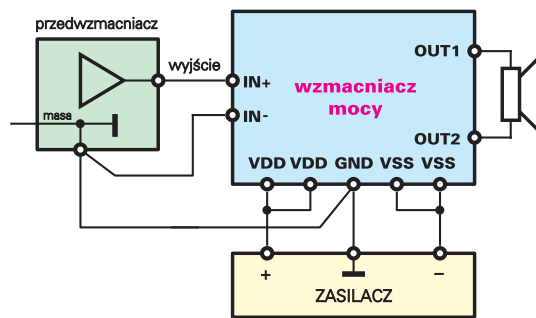 przedwzmacniacz
wyjście
masa
IN+
IN-
wzmacniacz
mocy
OUT1
OUT2
VDD VDD GND VSS VSS
+ −
ZASILACZ